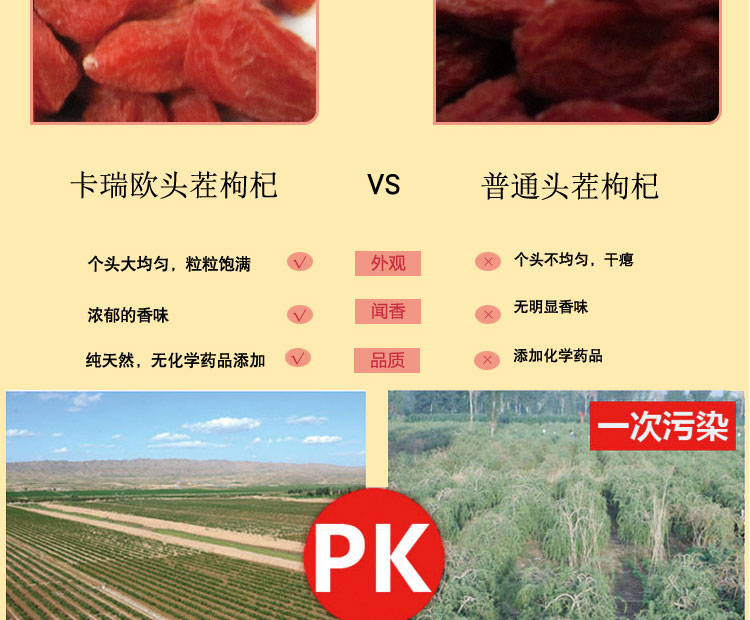 卡瑞欧头茬枸杞 VS 普通头茬枸杞
个头大均匀，粒粒饱满 √ 外观 × 个头不均匀，干瘪
浓郁的香味 √ 闻香 × 无明显香味
纯天然，无化学药品添加 √ 品质 × 添加化学药品
一次污染
PK